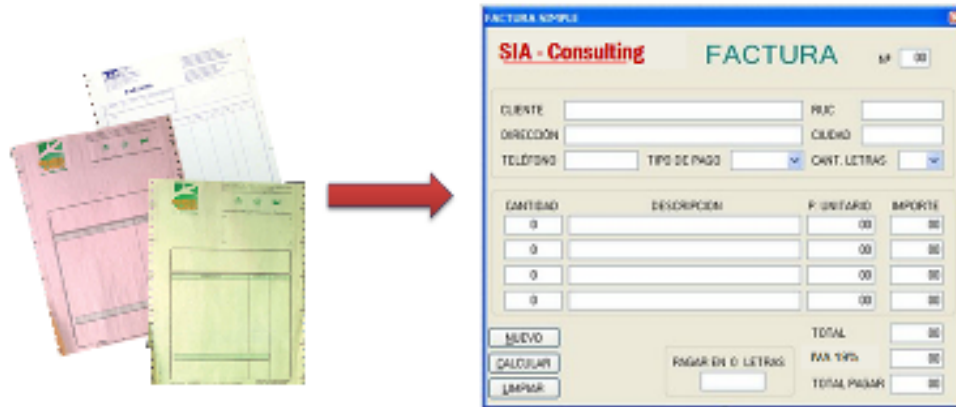 FACTURA SIMPLE
SIA - Consulting FACTURA Nº 00
CLIENTE RUC
DIRECCIÓN CIUDAD
TELÉFONO TIPO DE PAGO CANT. LETRAS
CANTIDAD DESCRIPCION P. UNITARIO IMPORTE
0 00 00
0 00 00
0 00 00
0 00 00
NUEVO TOTAL 00
CALCULAR PAGAR EN 0 LETRAS IVA 19% 00
LIMPIAR TOTAL PAGAR 00